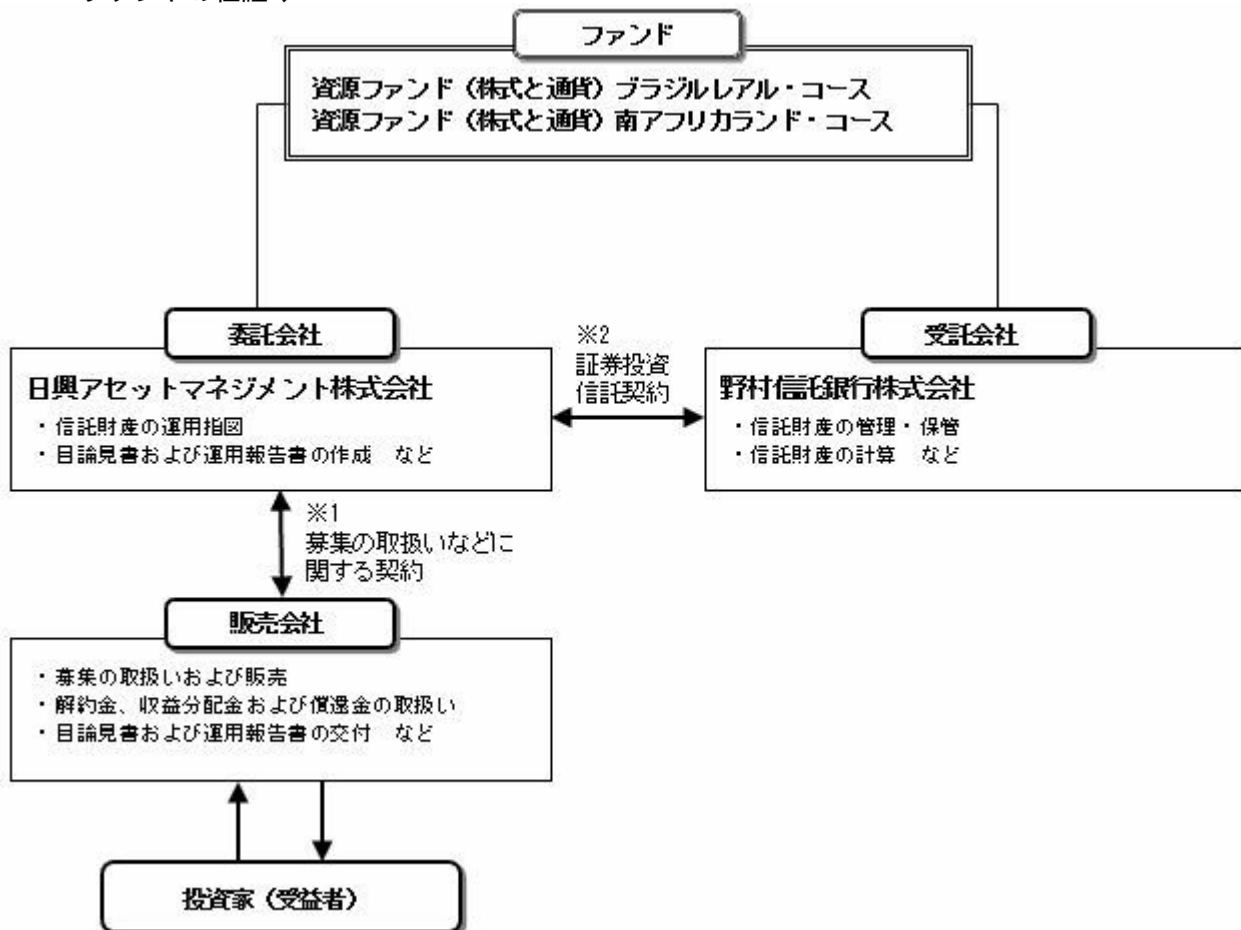 ファンド
資源ファンド（株式と通貨）ブラジルレアル・コース
資源ファンド（株式と通貨）南アフリカランド・コース
委託会社
日興アセットマネジメント株式会社
・信託財産の運用指図
・目論見書および運用報告書の作成　など
※2
証券投資
信託契約
受託会社
野村信託銀行株式会社
・信託財産の管理・保管
・信託財産の計算　など
※1
募集の取扱いなどに
関する契約
販売会社
・募集の取扱いおよび販売
・解約金、収益分配金および償還金の取扱い
・目論見書および運用報告書の交付　など
投資家（受益者）